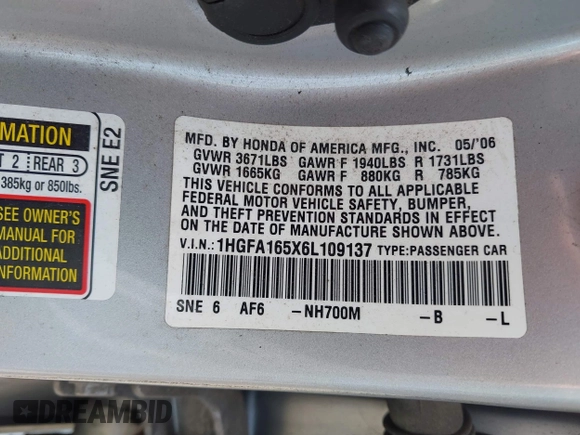 MATION
T 2 REAR 3
385kg or 850lbs.
SEE OWNER'S
MANUAL FOR
ADDITIONAL
INFORMATION
SNE E2
MFD. BY HONDA OF AMERICA MFG., INC. 05/'06
GVWR 3671LBS GAWR F 1940LBS R 1731LBS
GVWR 1665KG GAWR F 880KG R 785KG
THIS VEHICLE CONFORMS TO ALL APPLICABLE
FEDERAL MOTOR VEHICLE SAFETY, BUMPER,
AND THEFT PREVENTION STANDARDS IN EFFECT
ON THE DATE OF MANUFACTURE SHOWN ABOVE.
V.I.N.: 1HGFA165X6L109137 TYPE:PASSENGER CAR
SNE 6 AF6 -NH700M -B -L
DREAMBID